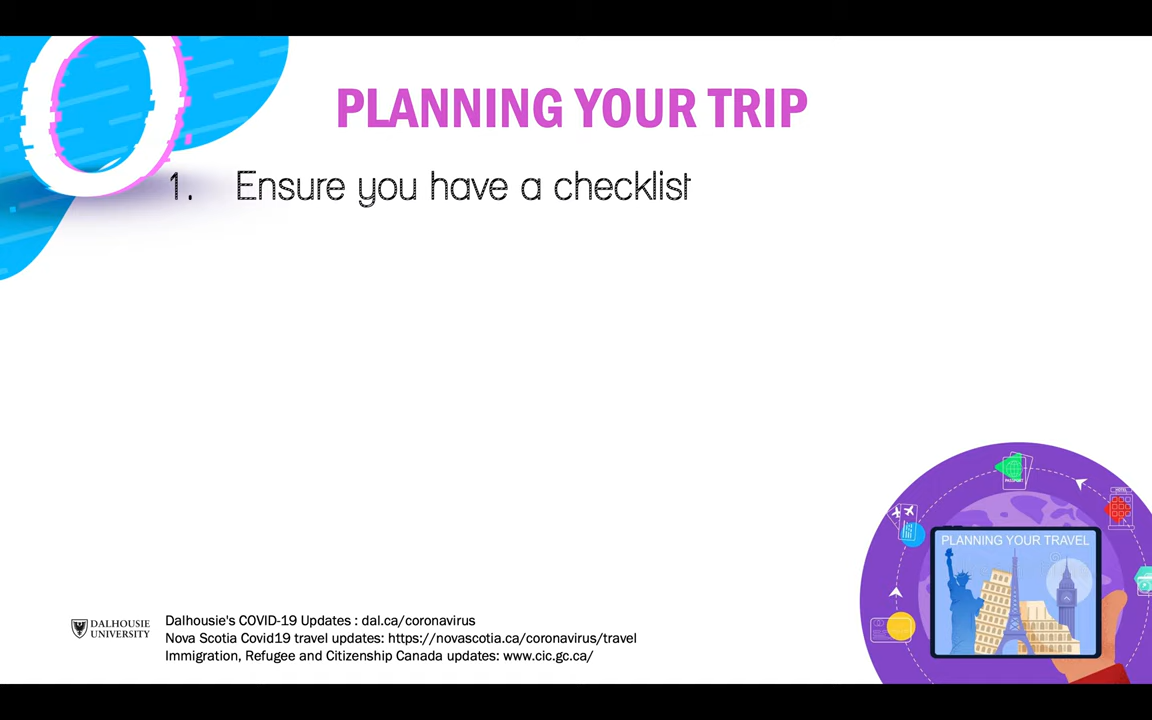 PLANNING YOUR TRIP
1. Ensure you have a checklist
PASSPORT
HOTEL
PLANNING YOUR TRAVEL
DALHOUSIE
UNIVERSITY
Dalhousie's COVID-19 Updates : dal.ca/coronavirus
Nova Scotia Covid19 travel updates: https://novascotia.ca/coronavirus/travel
Immigration, Refugee and Citizenship Canada updates: www.cic.gc.ca/